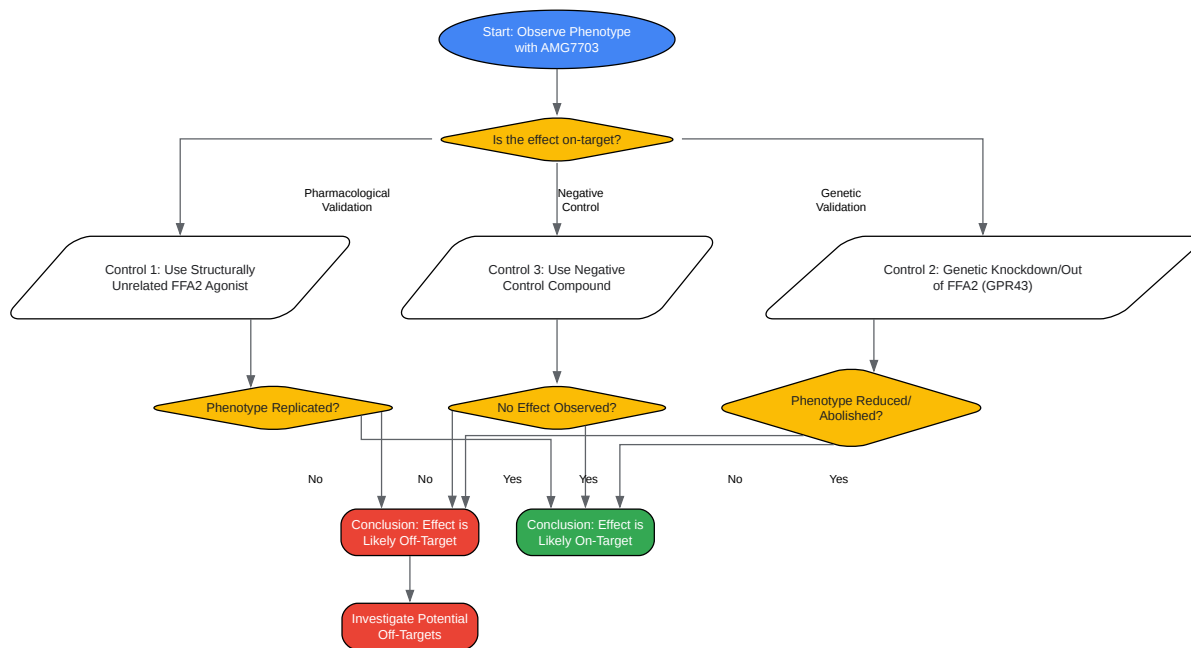 Start: Observe Phenotype
with AMG7703
Is the effect on-target?
Pharmacological
Validation
Negative
Control
Genetic
Validation
Control 1: Use Structurally
Unrelated FFA2 Agonist
Control 3: Use Negative
Control Compound
Control 2: Genetic Knockdown/Out
of FFA2 (GPR43)
Phenotype Replicated?
No Effect Observed?
Phenotype Reduced/
Abolished?
No
No
Yes
Yes
No
Yes
Conclusion: Effect is
Likely Off-Target
Conclusion: Effect is
Likely On-Target
Investigate Potential
Off-Targets